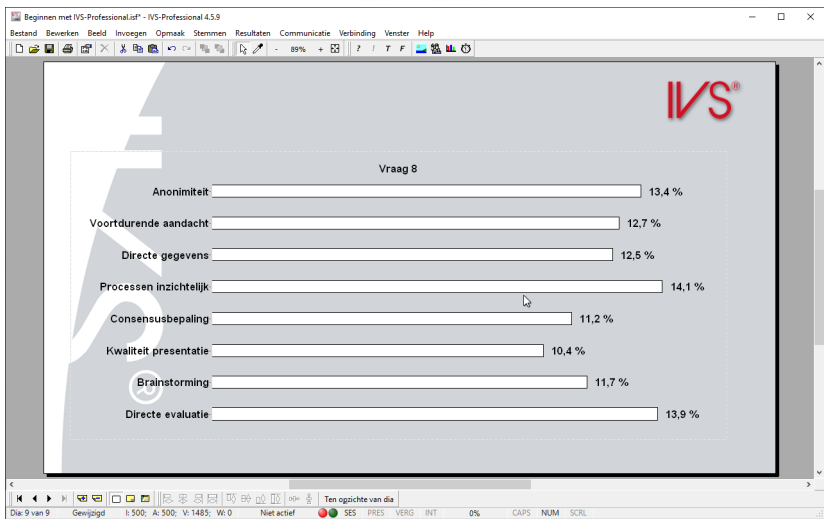 Beginnen met IVS-Professional.isf* - IVS-Professional 4.5.9
Bestand Bewerken Beeld Invoegen Opmaak Stemmen Resultaten Communicatie Verbinding Venster Help
- 89% + ? ! T F
IVS®
Vraag 8
Anonimiteit 13,4 %
Voortdurende aandacht 12,7 %
Directe gegevens 12,5 %
Processen inzichtelijk 14,1 %
Consensusbepaling 11,2 %
Kwaliteit presentatie 10,4 %
Brainstorming 11,7 %
Directe evaluatie 13,9 %
Ten opzichte van dia
Dia: 9 van 9 Gewijzigd I: 500; A: 500; V: 1485; W: 0 Niet actief SES PRES VERG INT 0% CAPS NUM SCRL